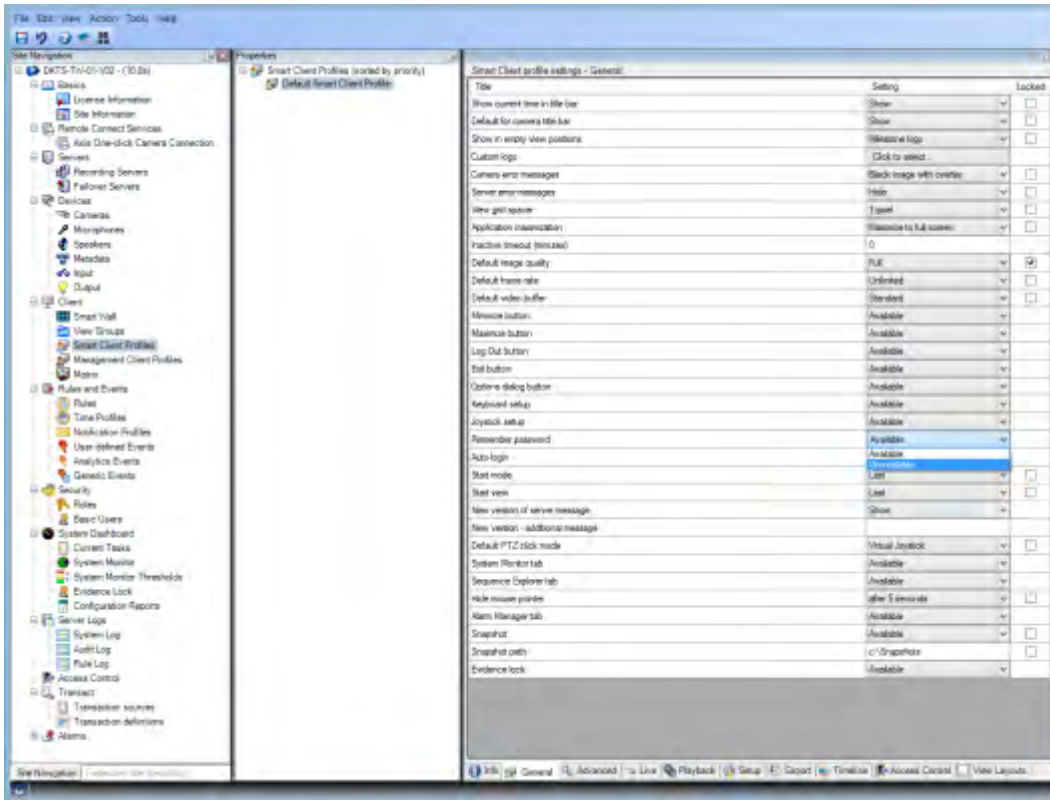 File Edit View Action Tools Help
Site Navigation
Basics
License Information
Site Information
Remote Connect Services
Axis One-click Camera Connection
Servers
Recording Servers
Failover Servers
Devices
Cameras
Microphones
Speakers
Metadata
Input
Output
Client
Smart Wall
View Groups
Smart Client Profiles
Management Client Profiles
Matrix
Rules and Events
Rules
Time Profiles
Notification Profiles
User-defined Events
Analytics Events
Generic Events
Security
Roles
Basic Users
System Dashboard
Current Tasks
System Monitor
System Monitor Thresholds
Evidence Lock
Configuration Reports
Server Logs
System Log
Audit Log
Rule Log
Access Control
Transact
Transaction sources
Transaction definitions
Alarms
Site Navigation
Properties
Smart Client Profiles (sorted by priority)
Default Smart Client Profile
Smart Client profile settings - General
Title Setting Locked
Show current time in title bar Show
Default for camera title bar Show
Show in empty view positions Milestone logo
Custom logo Click to select...
Camera error messages Black image with overlay
Server error messages Hide
View grid spacer 1 pixel
Application maximization Maximize to full screen
Inactive timeout (minutes) 0
Default image quality Full
Default frame rate Unlimited
Default video buffer Standard
Minimize button Available
Maximize button Available
Log Out button Available
Exit button Available
Options dialog button Available
Keyboard setup Available
Joystick setup Available
Remember password Available
Auto-login Available
Unavailable
Start mode Last
Start view Last
New version of server message Show
New version - additional message
Default PTZ click mode Virtual Joystick
System Monitor tab Available
Sequence Explorer tab Available
Hide mouse pointer after 5 seconds
Alarm Manager tab Available
Snapshot Available
Snapshot path c:\Snapshots
Evidence lock Available
Info General Advanced Live Playback Setup Export Timeline Access Control View Layouts